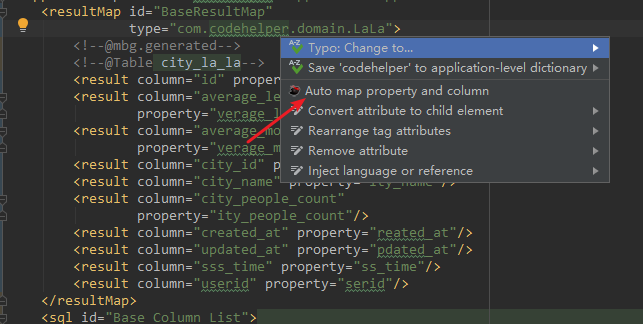 <resultMap id="BaseResultMap"
type="com.codehelper.domain.LaLa">
<!--@mbg.generated-->
<!--@Table city_la_la-->
<result column="id" prope
<result column="average_le
property="verage_l
<result column="average_mo
property="verage_m
<result column="city_id" p
<result column="city_name" property="ity_name"/>
<result column="city_people_count"
property="ity_people_count"/>
<result column="created_at" property="reated_at"/>
<result column="updated_at" property="pdated_at"/>
<result column="sss_time" property="ss_time"/>
<result column="userid" property="serid"/>
</resultMap>
<sql id="Base_Column_List">
Typo: Change to...
Save 'codehelper' to application-level dictionary
Auto map property and column
Convert attribute to child element
Rearrange tag attributes
Remove attribute
Inject language or reference